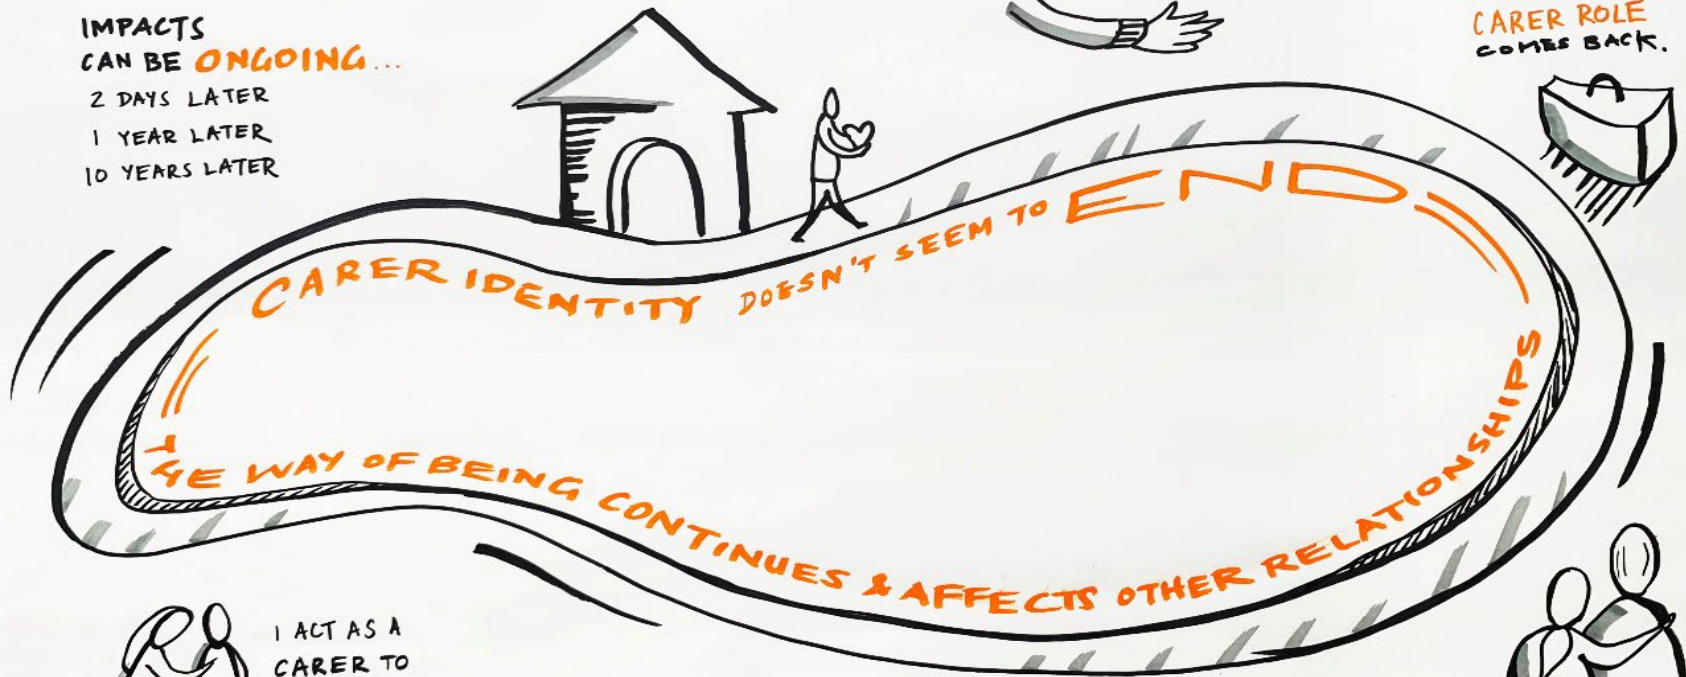 IMPACTS
CAN BE ONGOING...
2 DAYS LATER
1 YEAR LATER
10 YEARS LATER
CARER ROLE
COMES BACK.
CARER IDENTITY DOESN'T SEEM TO END
THE WAY OF BEING CONTINUES & AFFECTS OTHER RELATIONSHIPS
I ACT AS A
CARER TO